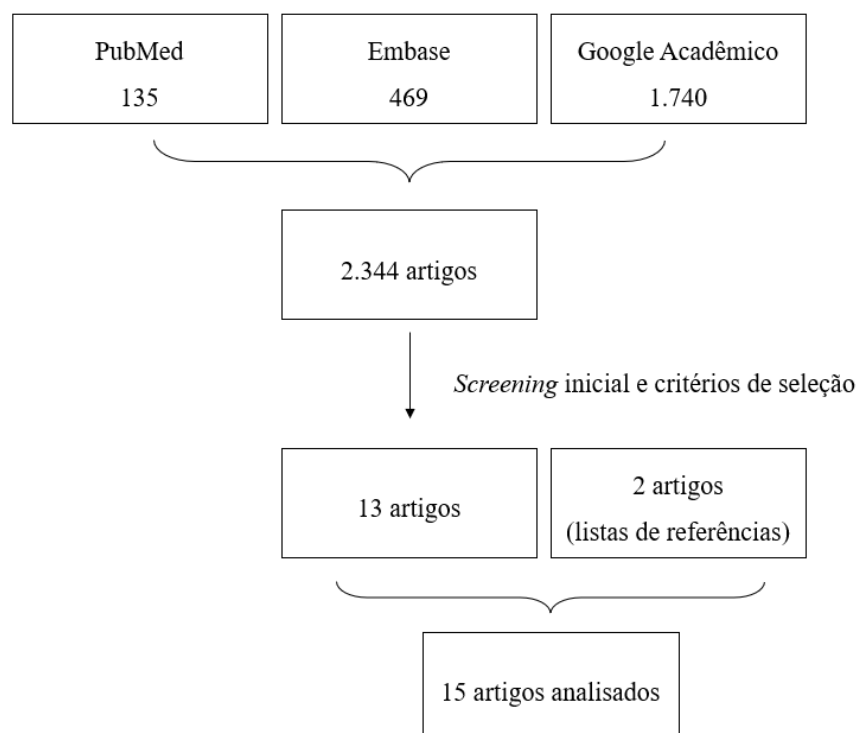 PubMed
135
Embase
469
Google Acadêmico
1.740
2.344 artigos
Screening inicial e critérios de seleção
13 artigos
2 artigos
(listas de referências)
15 artigos analisados